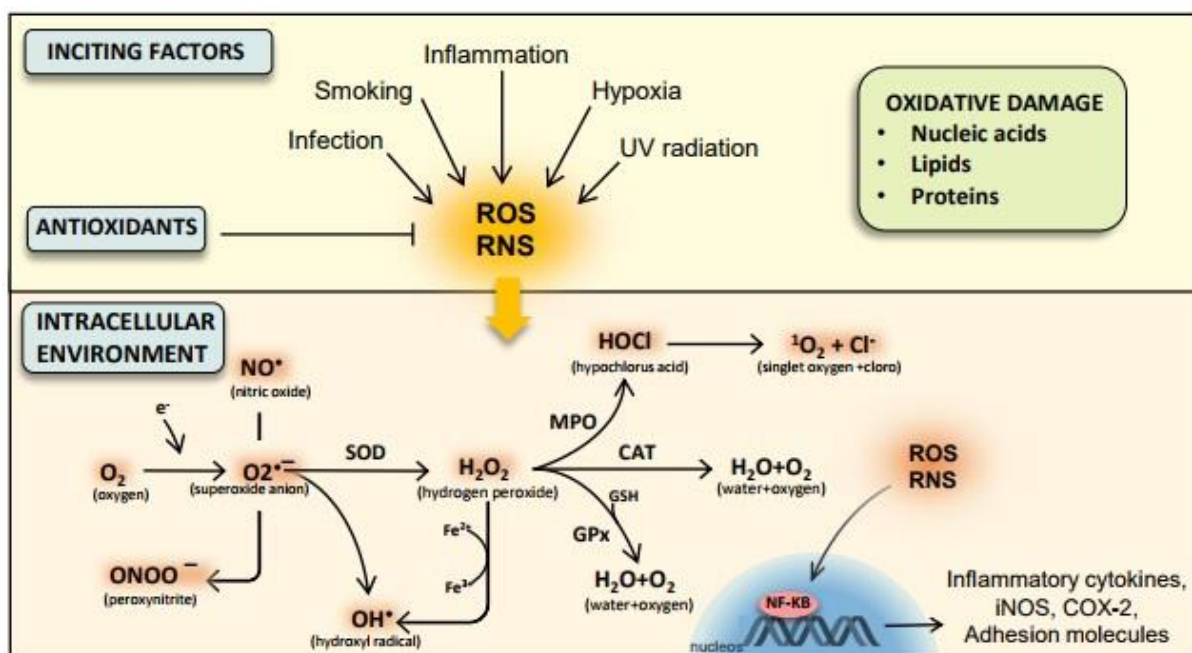 INCITING FACTORS
Inflammation
Smoking
Hypoxia
Infection
UV radiation
OXIDATIVE DAMAGE
• Nucleic acids
• Lipids
• Proteins
ANTIOXIDANTS
ROS
RNS
INTRACELLULAR
ENVIRONMENT
NO•
(nitric oxide)
HOCl
(hypochlorus acid)
¹O₂ + Cl⁻
(singlet oxygen +cloro)
e⁻
MPO
O₂
(oxygen)
O2•−
(superoxide anion)
SOD
H₂O₂
(hydrogen peroxide)
CAT
H₂O+O₂
(water+oxygen)
ROS
RNS
GSH
GPx
Fe²⁺
Fe³
ONOO −
(peroxynitrite)
H₂O+O₂
(water+oxygen)
OH•
(hydroxyl radical)
NF-KB
nucleos
Inflammatory cytokines,
iNOS, COX-2,
Adhesion molecules